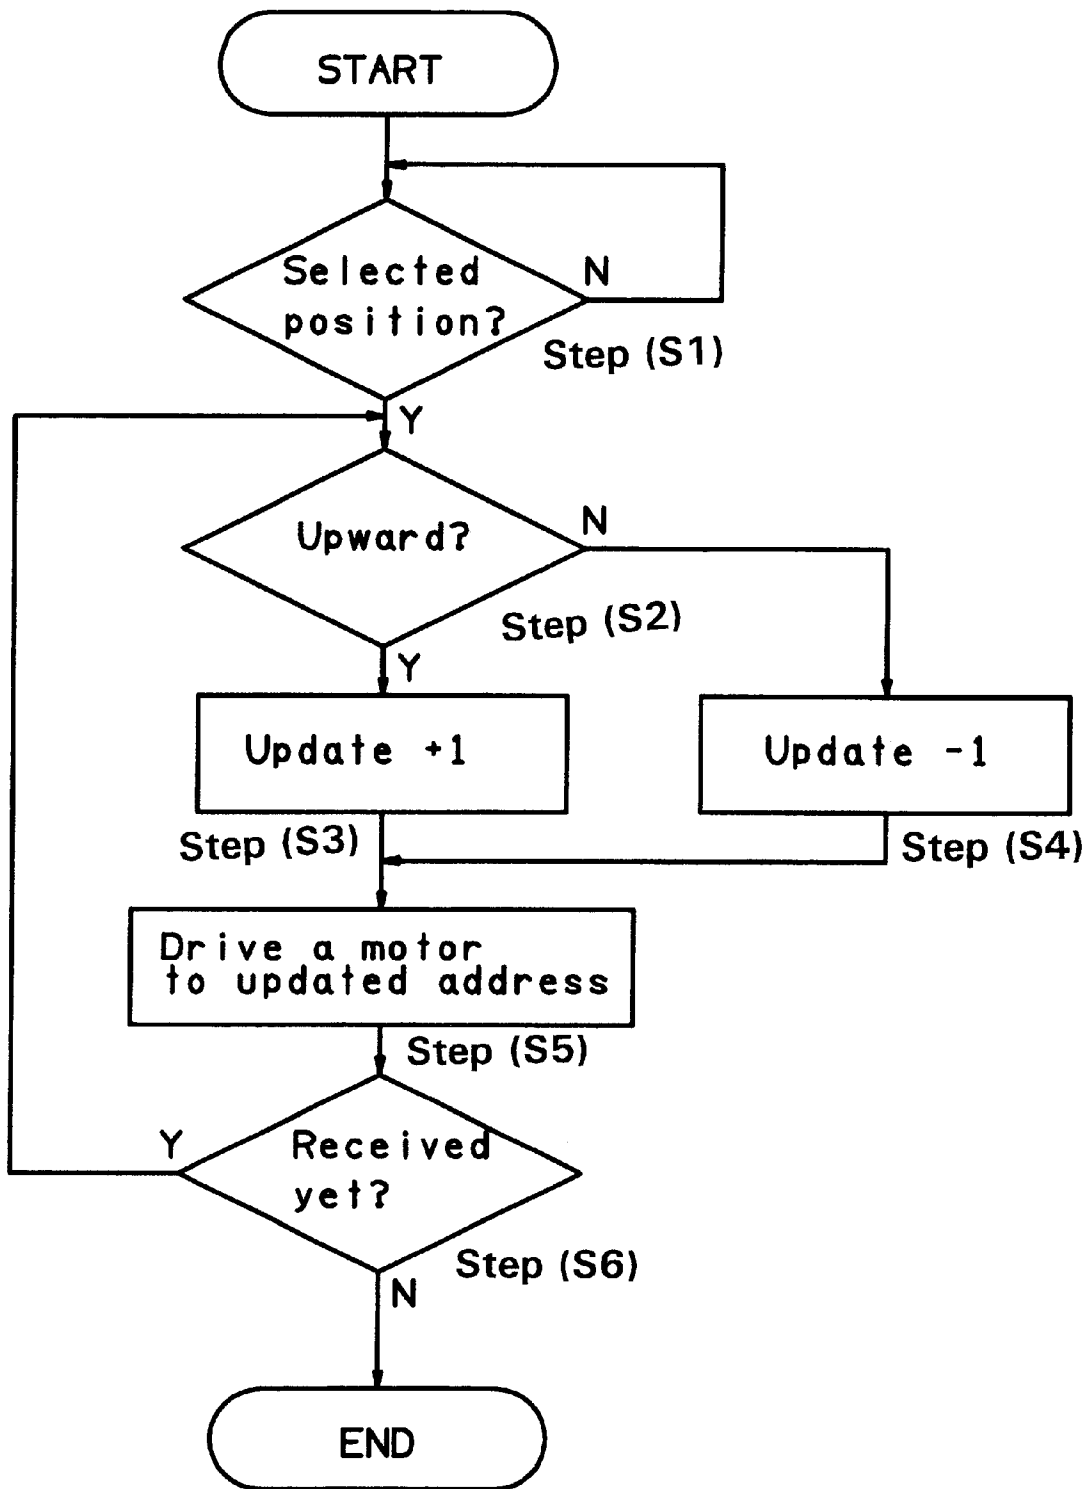 START
Selected
position?
N
Step (S1)
Y
Upward?
N
Step (S2)
Y
Update +1
Update -1
Step (S3)
Step (S4)
Drive a motor
to updated address
Step (S5)
Y
Received
yet?
Step (S6)
N
END